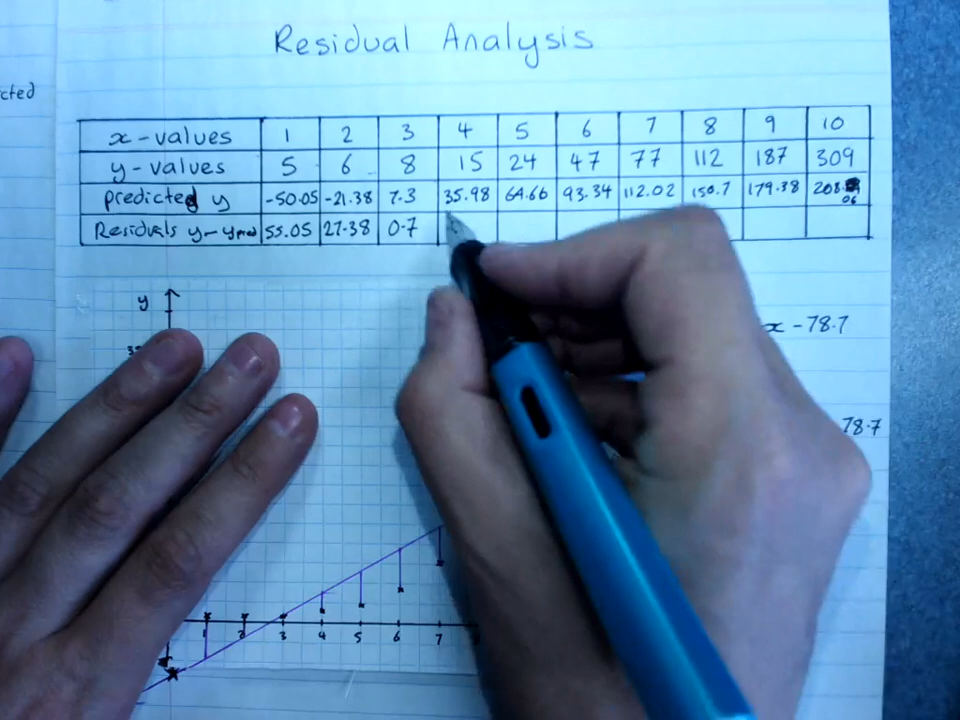 Residual Analysis
cted
x-values 1 2 3 4 5 6 7 8 9 10
y-values 5 6 8 15 24 47 77 112 187 309
predicted y -50.05 -21.38 7.3 35.98 64.66 93.34 112.02 150.7 179.38 208.06
Residuals y-ypred 55.05 27.38 0.7
y
x - 78.7
78.7
1 2 3 4 5 6 7